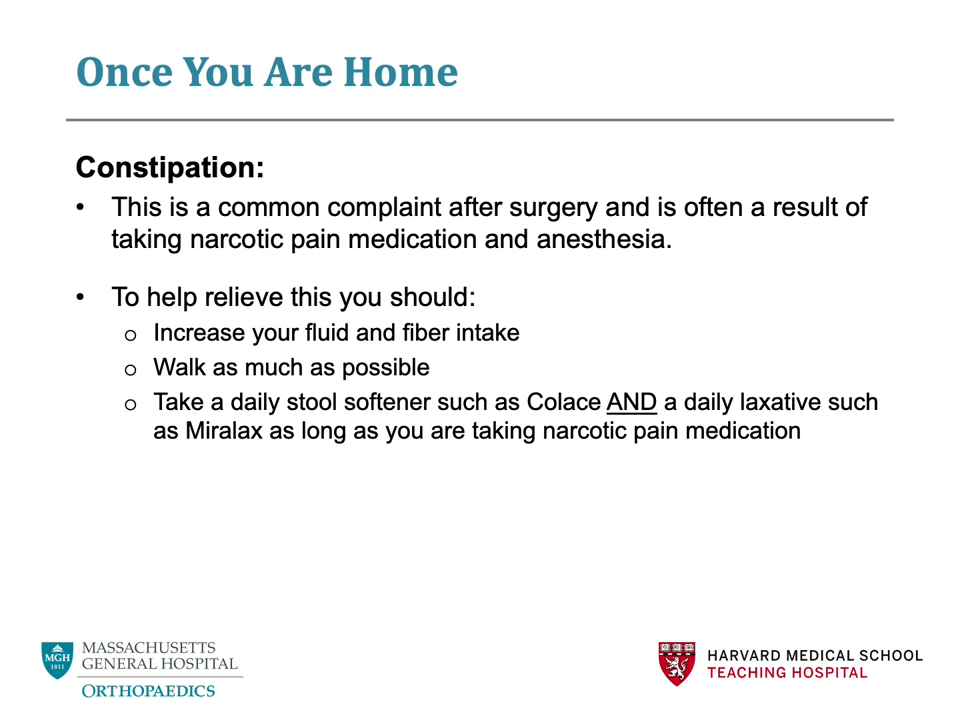 Once You Are Home
Constipation:
• This is a common complaint after surgery and is often a result of
taking narcotic pain medication and anesthesia.
• To help relieve this you should:
o Increase your fluid and fiber intake
o Walk as much as possible
o Take a daily stool softener such as Colace AND a daily laxative such
as Miralax as long as you are taking narcotic pain medication
MGH
1811
MASSACHUSETTS
GENERAL HOSPITAL
ORTHOPAEDICS
HARVARD MEDICAL SCHOOL
TEACHING HOSPITAL